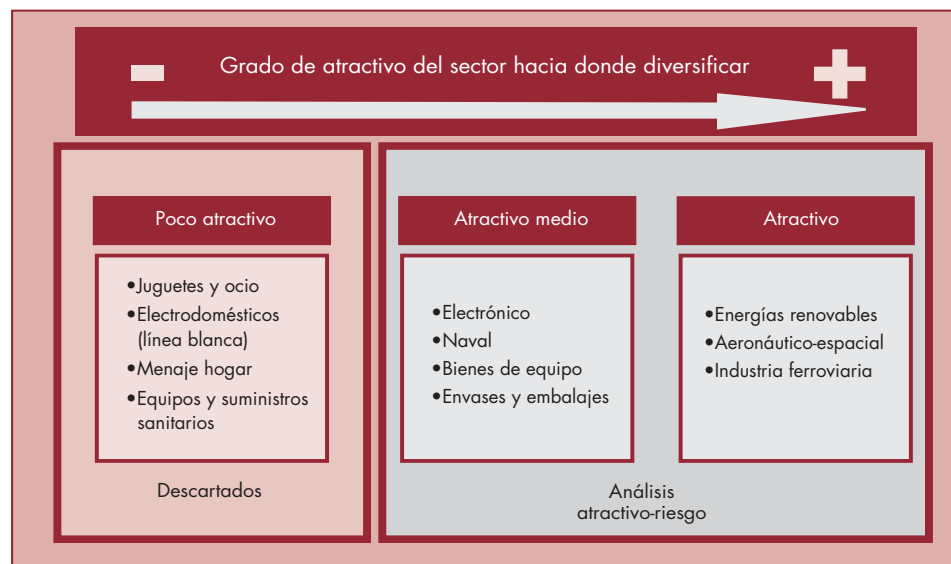 Grado de atractivo del sector hacia donde diversificar
Poco atractivo
•Juguetes y ocio
•Electrodomésticos
(línea blanca)
•Menaje hogar
•Equipos y suministros
sanitarios
Descartados
Atractivo medio
•Electrónico
•Naval
•Bienes de equipo
•Envases y embalajes
Atractivo
•Energías renovables
•Aeronáutico-espacial
•Industria ferroviaria
Análisis
atractivo-riesgo